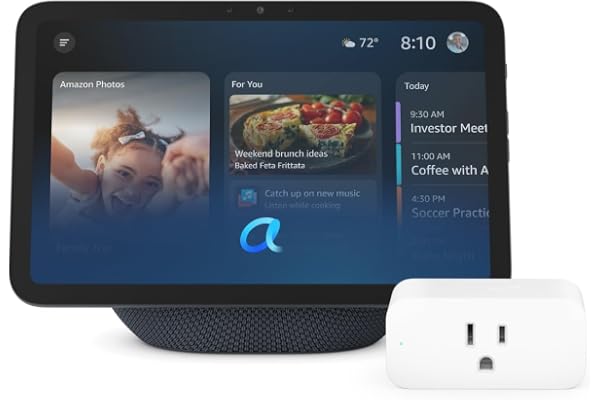 72° 8:10
Amazon Photos
For You
Today
Weekend brunch ideas
Baked Feta Frittata
Catch up on new music
Listen while cooking
9:30 AM
Investor Meet
11:00 AM
Coffee with A
4:30 PM
Soccer Practic